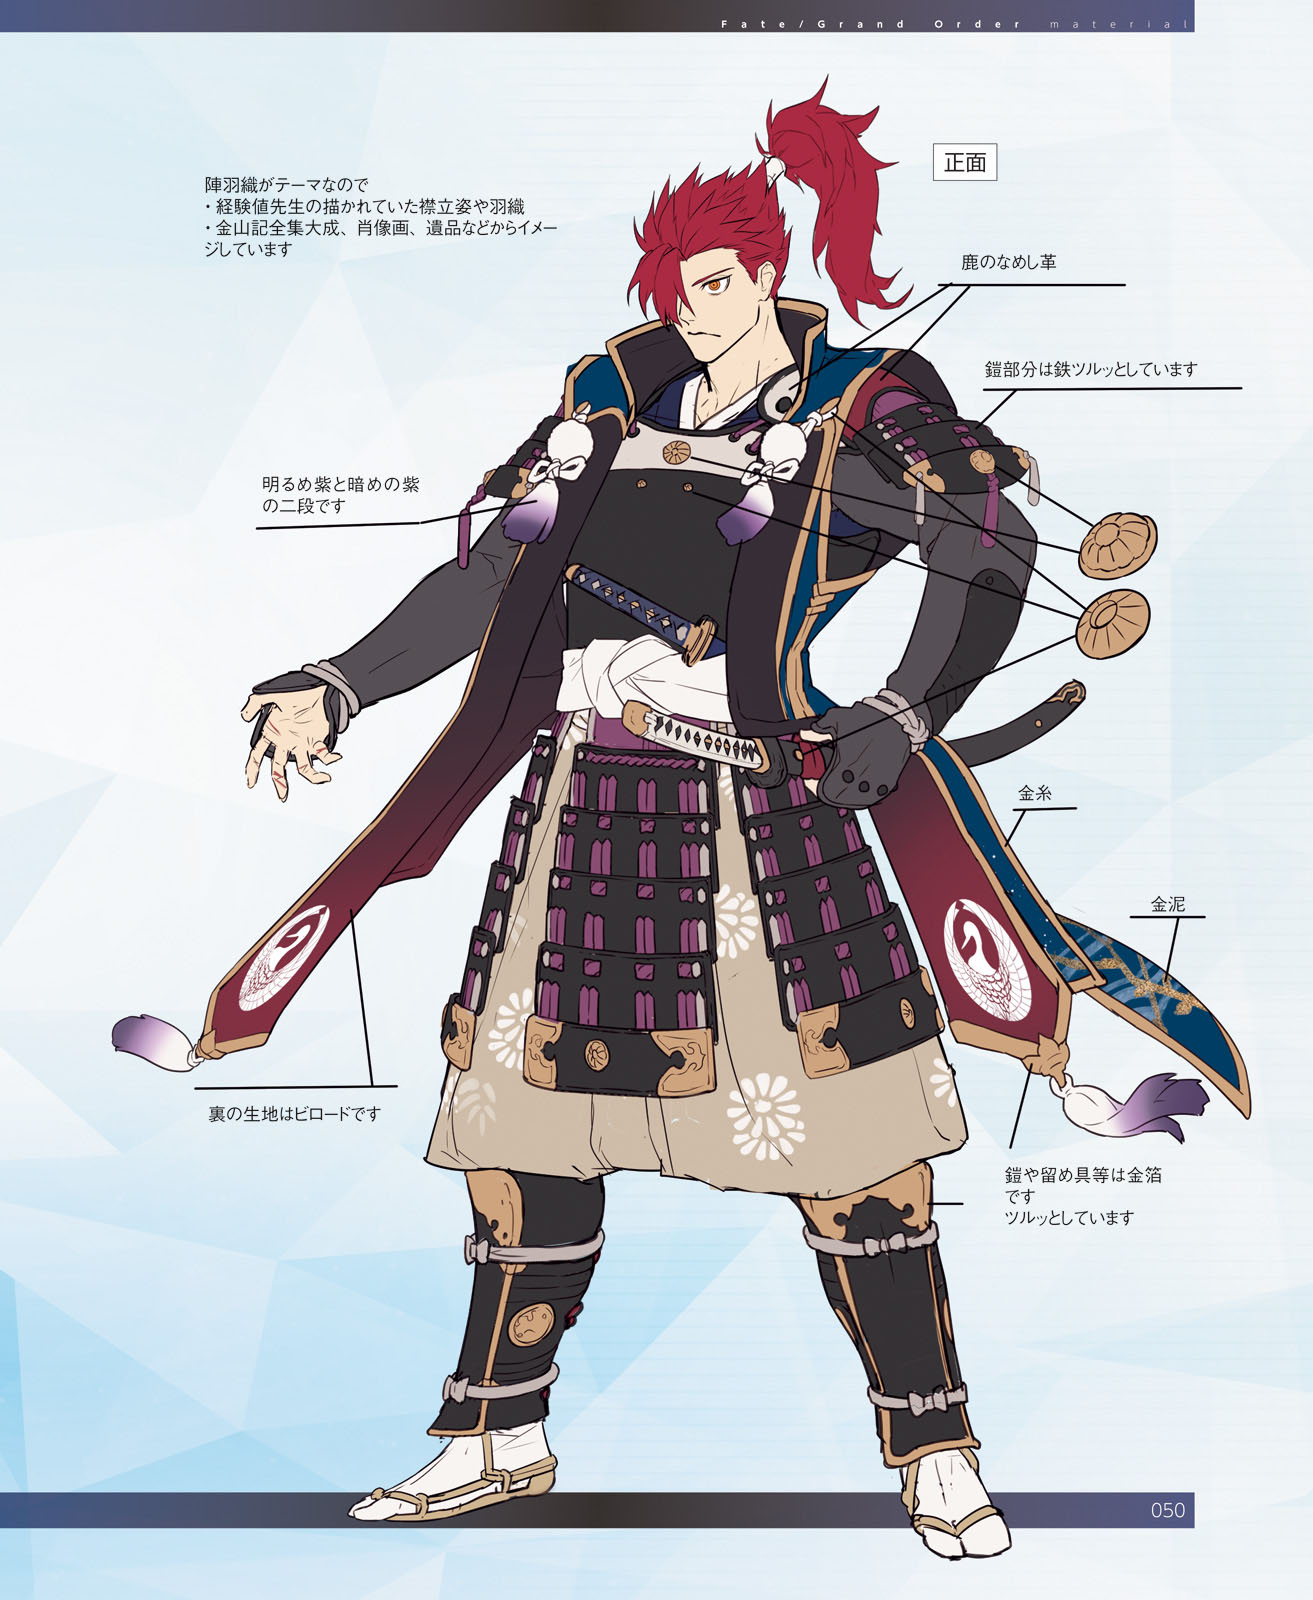 Fate/Grand Order material
正面
陣羽織がテーマなので
・経験値先生の描かれていた襟立姿や羽織
・金山記全集大成、肖像画、遺品などからイメー
ジしています
鹿のなめし革
鎧部分は鉄ツルッとしています
明るめ紫と暗めの紫
の二段です
金糸
金泥
裏の生地はビロードです
鎧や留め具等は金箔
です
ツルッとしています
050